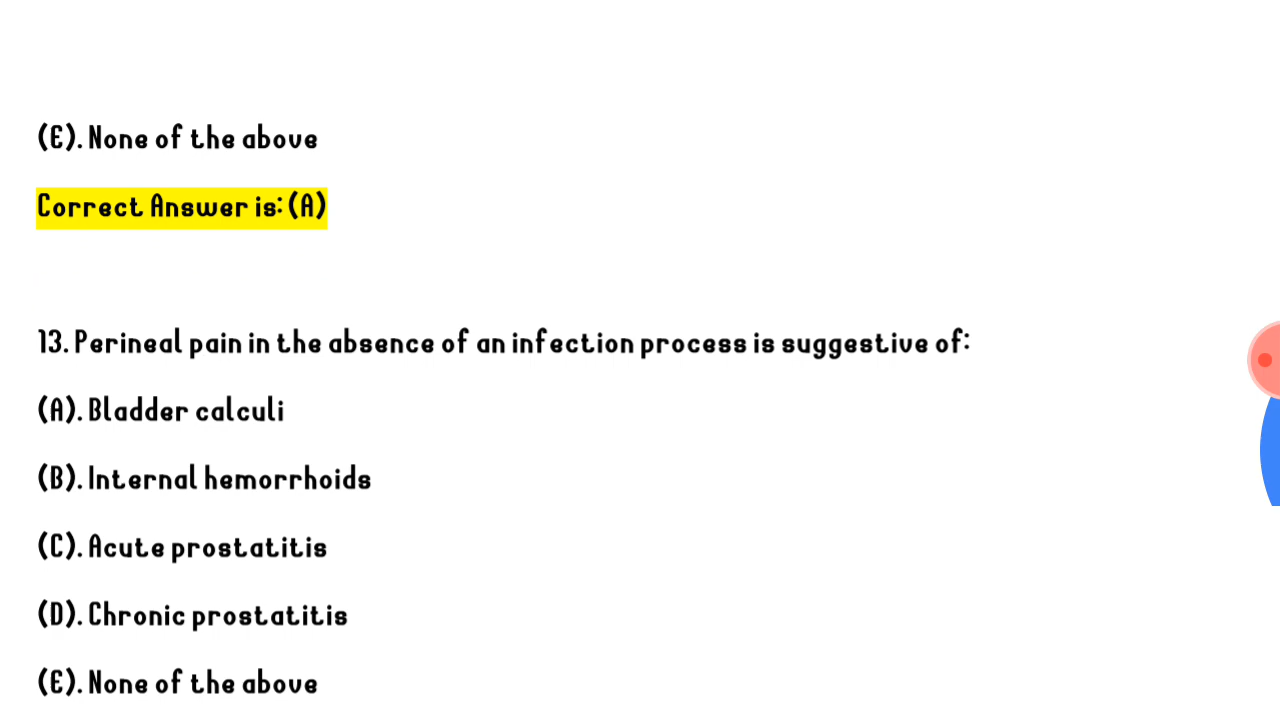 (E). None of the above
Correct Answer is: (A)
13. Perineal pain in the absence of an infection process is suggestive of:
(A). Bladder calculi
(B). Internal hemorrhoids
(C). Acute prostatitis
(D). Chronic prostatitis
(E). None of the above